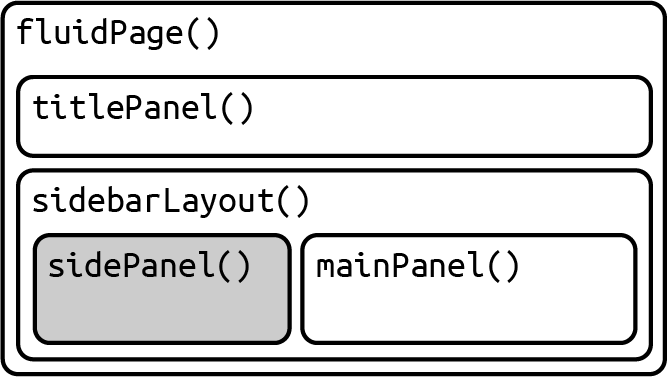 fluidPage()
titlePanel()
sidebarLayout()
sidePanel()
mainPanel()